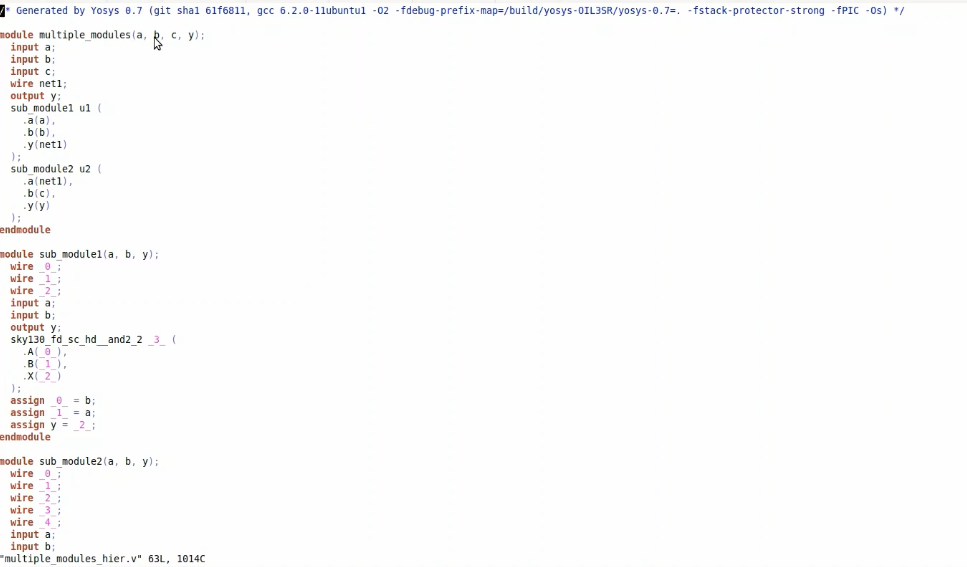 /* Generated by Yosys 0.7 (git sha1 61f6811, gcc 6.2.0-11ubuntu1 -O2 -fdebug-prefix-map=/build/yosys-OIL3SR/yosys-0.7=. -fstack-protector-strong -fPIC -Os) */
module multiple_modules(a, b, c, y);
input a;
input b;
input c;
wire net1;
output y;
sub_module1 u1 (
.a(a),
.b(b),
.y(net1)
);
sub_module2 u2 (
.a(net1),
.b(c),
.y(y)
);
endmodule
module sub_module1(a, b, y);
wire _0_;
wire _1_;
wire _2_;
input a;
input b;
output y;
sky130_fd_sc_hd__and2_2 _3_ (
.A(_0_),
.B(_1_),
.X(_2_)
);
assign _0_ = b;
assign _1_ = a;
assign y = _2_;
endmodule
module sub_module2(a, b, y);
wire _0_;
wire _1_;
wire _2_;
wire _3_;
wire _4_;
input a;
input b;
"multiple_modules_hier.v" 63L, 1014C